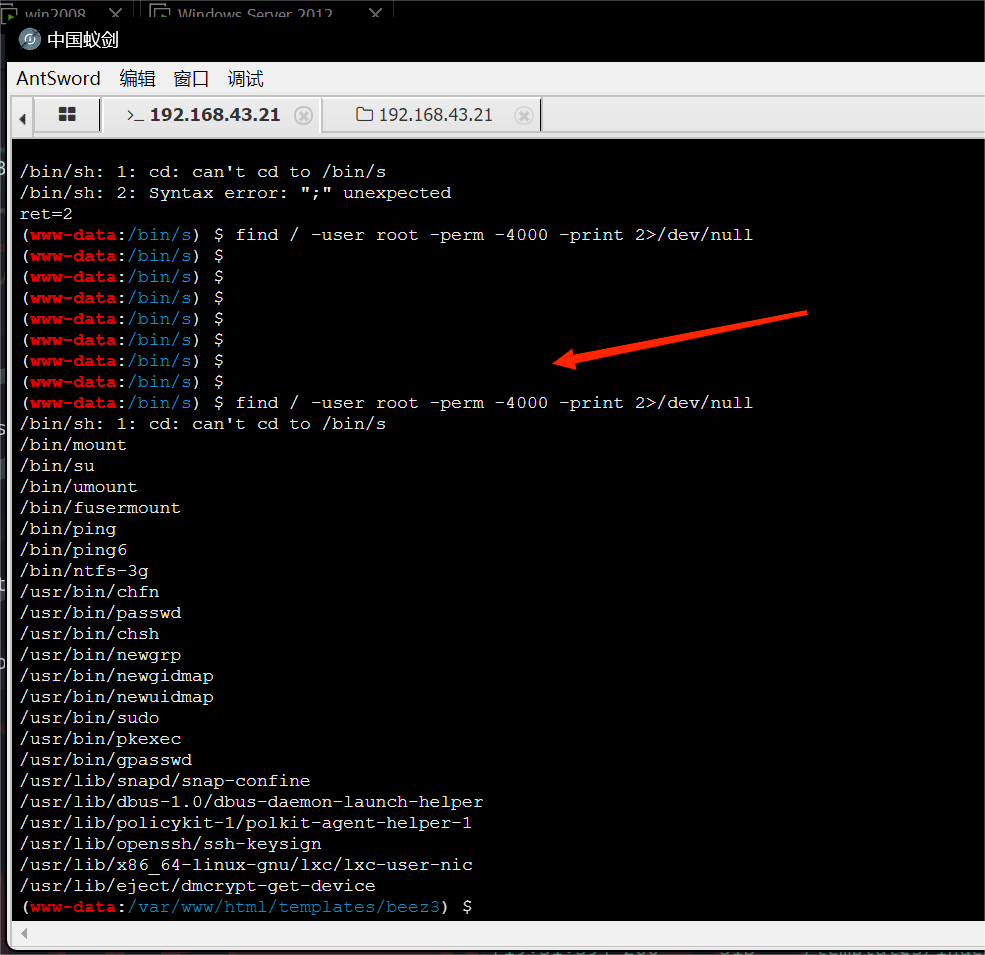 win2008
Windows Server 2012
中国蚁剑
AntSword 编辑 窗口 调试
>_ 192.168.43.21 192.168.43.21
/bin/sh: 1: cd: can't cd to /bin/s
/bin/sh: 2: Syntax error: ";" unexpected
ret=2
(www-data:/bin/s) $ find / -user root -perm -4000 -print 2>/dev/null
(www-data:/bin/s) $
(www-data:/bin/s) $
(www-data:/bin/s) $
(www-data:/bin/s) $
(www-data:/bin/s) $
(www-data:/bin/s) $
(www-data:/bin/s) $
(www-data:/bin/s) $ find / -user root -perm -4000 -print 2>/dev/null
/bin/sh: 1: cd: can't cd to /bin/s
/bin/mount
/bin/su
/bin/umount
/bin/fusermount
/bin/ping
/bin/ping6
/bin/ntfs-3g
/usr/bin/chfn
/usr/bin/passwd
/usr/bin/chsh
/usr/bin/newgrp
/usr/bin/newgidmap
/usr/bin/newuidmap
/usr/bin/sudo
/usr/bin/pkexec
/usr/bin/gpasswd
/usr/lib/snapd/snap-confine
/usr/lib/dbus-1.0/dbus-daemon-launch-helper
/usr/lib/policykit-1/polkit-agent-helper-1
/usr/lib/openssh/ssh-keysign
/usr/lib/x86_64-linux-gnu/lxc/lxc-user-nic
/usr/lib/eject/dmcrypt-get-device
(www-data:/var/www/html/templates/beez3) $